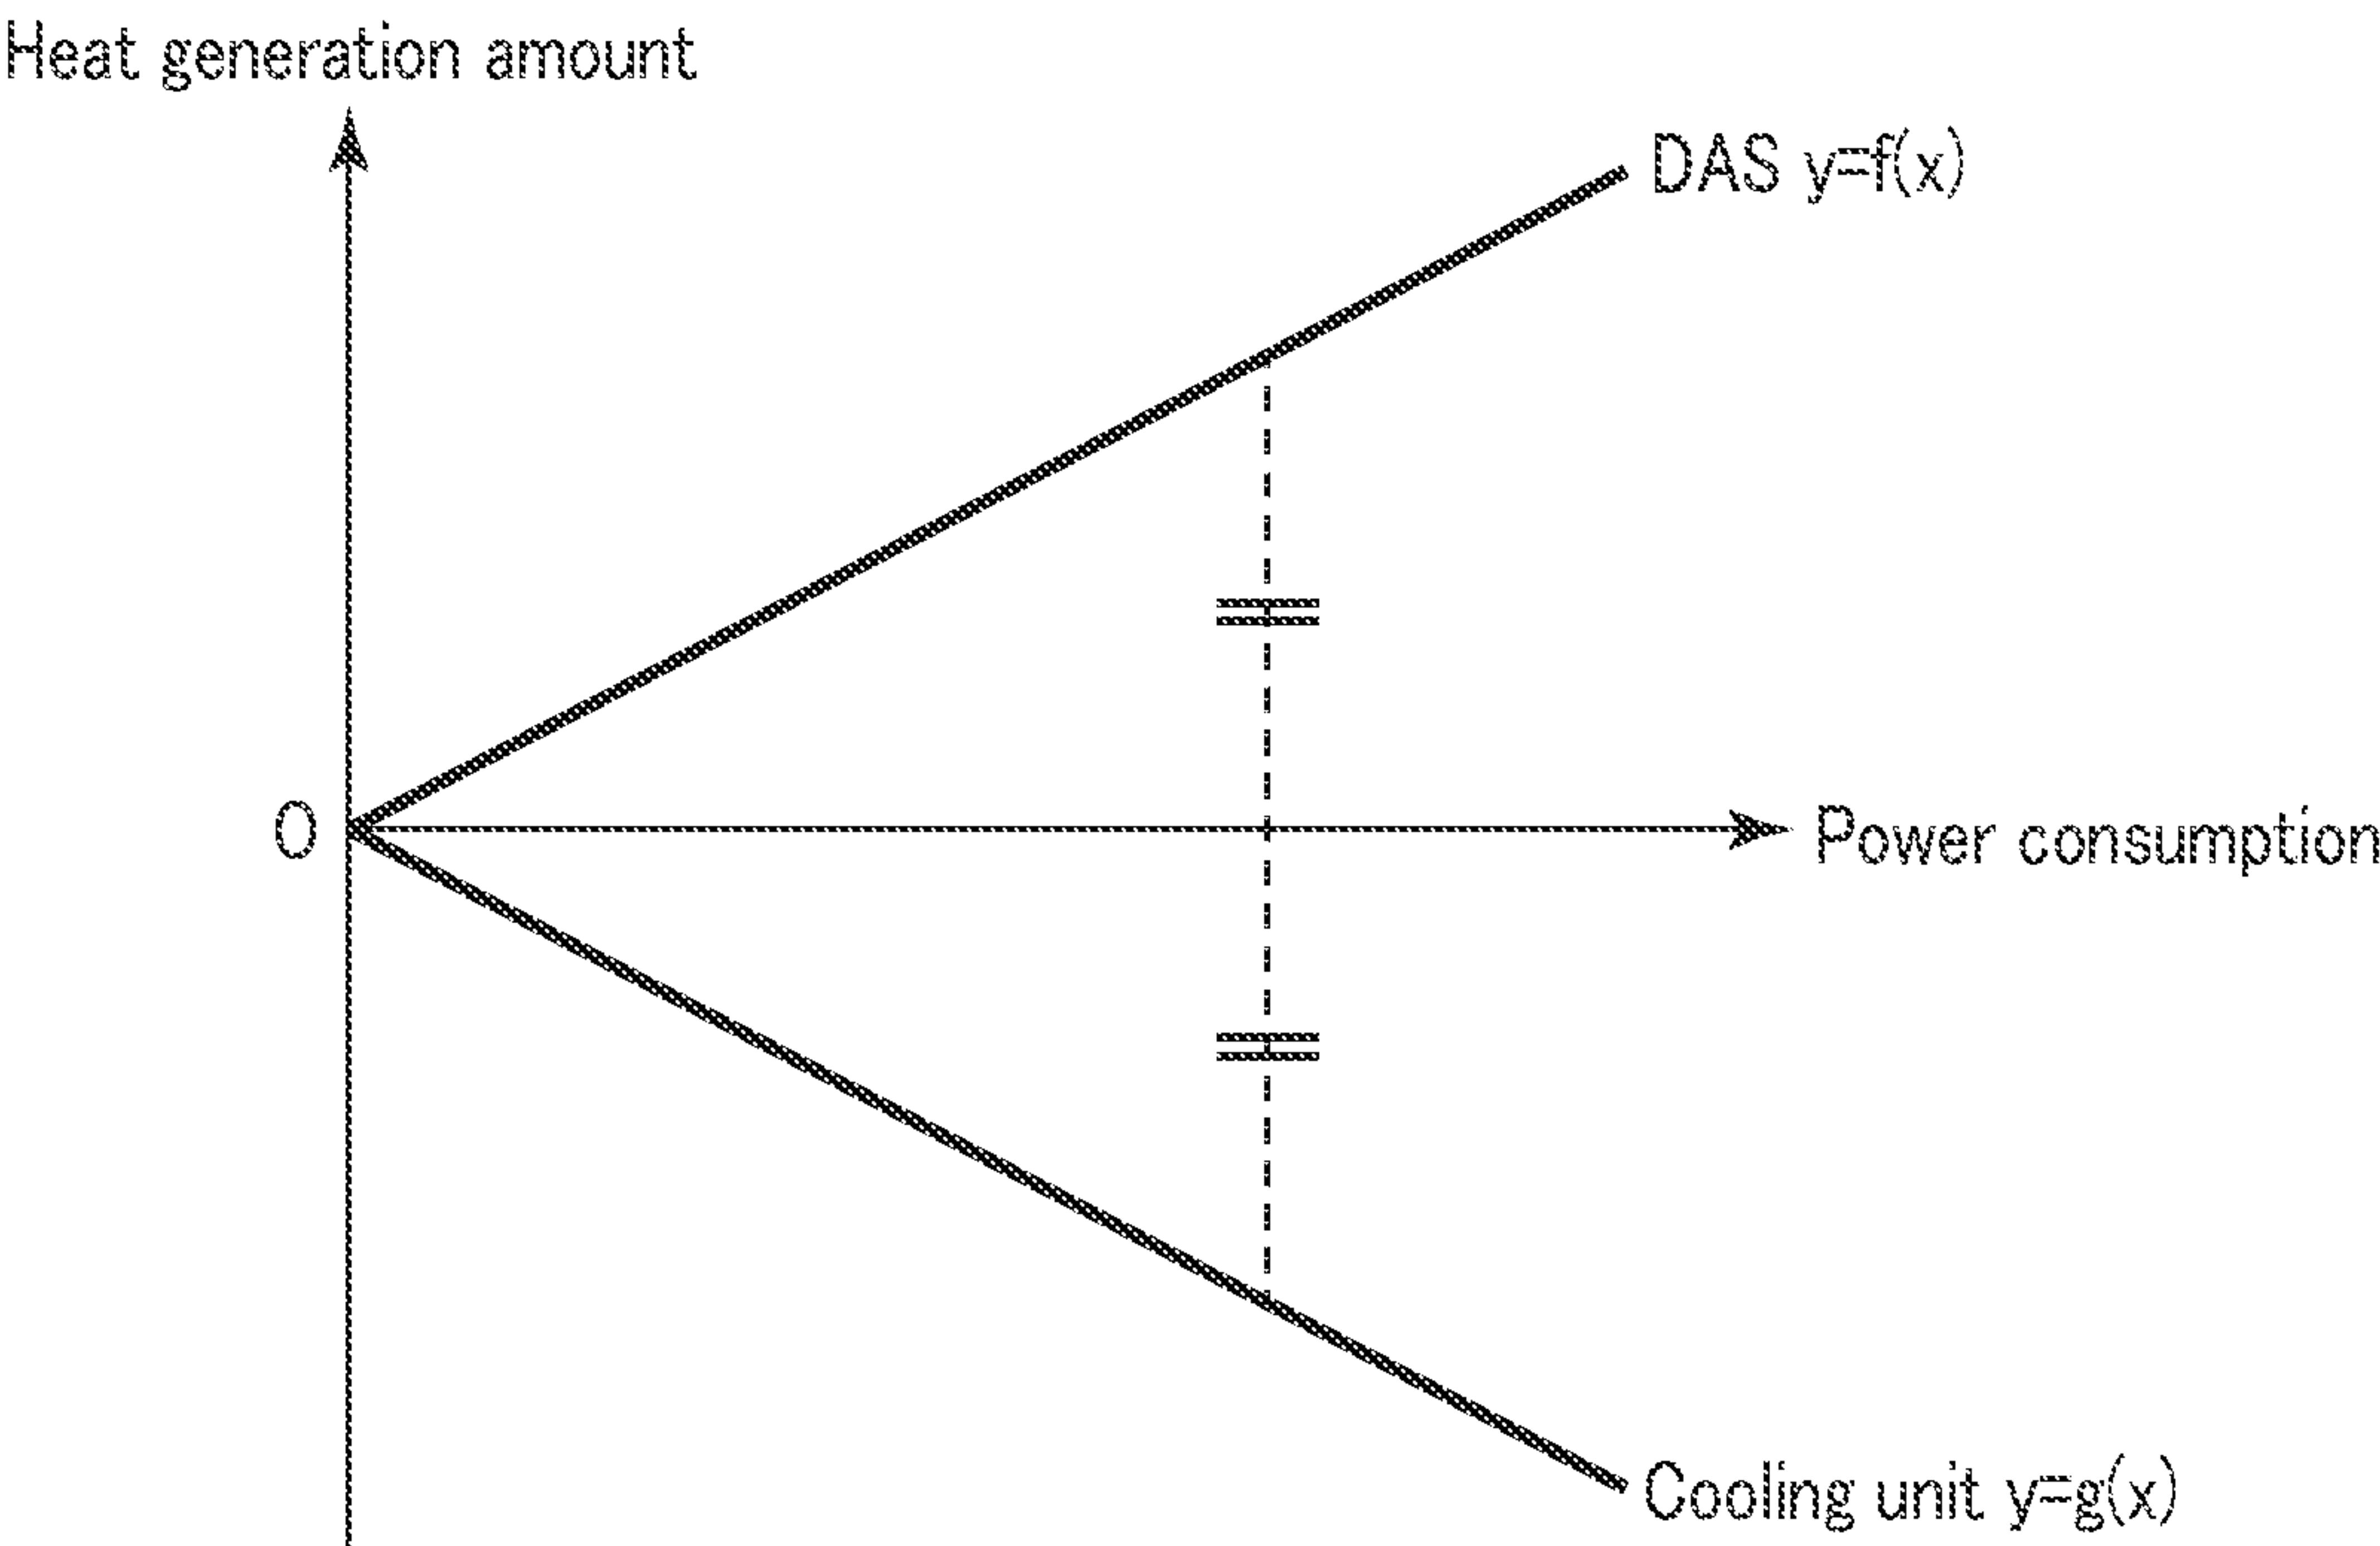 Heat generation amount
DAS y=f(x)
O
Power consumption
Cooling unit y=g(x)